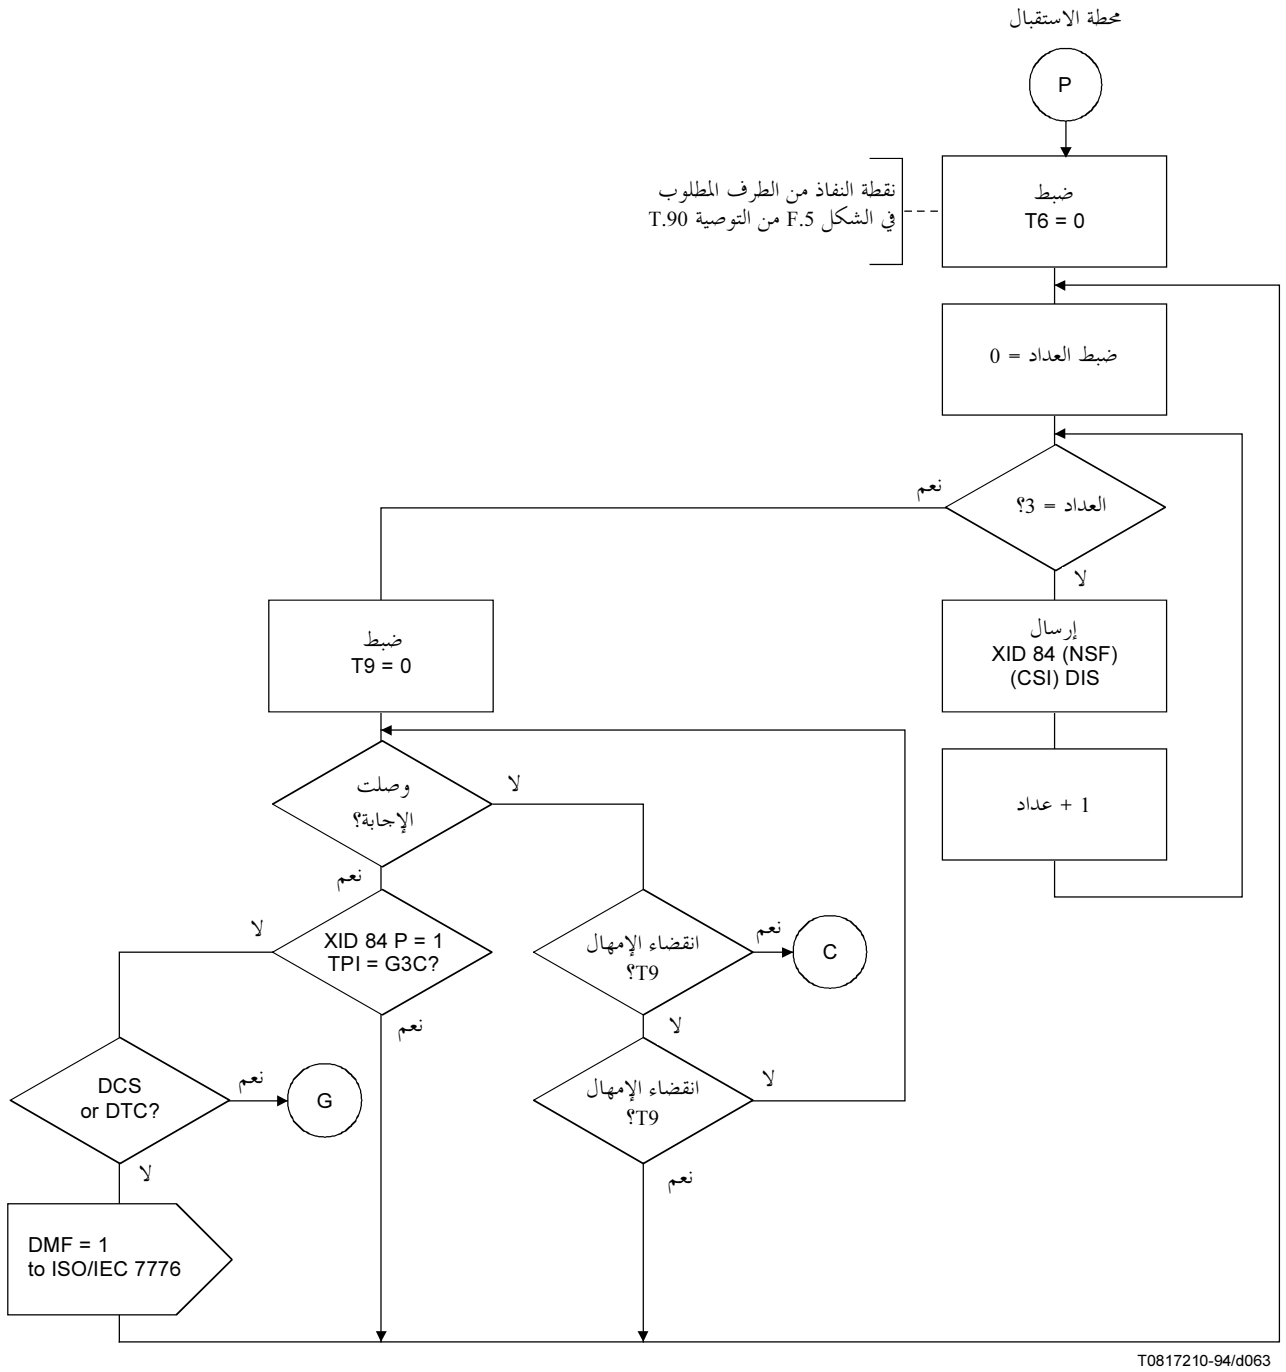 محطة الاستقبال
P
نقطة النفاذ من الطرف المطلوب
في الشكل F.5 من التوصية T.90
ضبط
T6 = 0
ضبط العداد = 0
نعم
العداد = 3؟
لا
ضبط
T9 = 0
إرسال
XID 84 (NSF)
(CSI) DIS
وصلت
الإجابة؟
لا
نعم
1 + عداد
لا
XID 84 P = 1
TPI = G3C?
نعم
انقضاء الإمهال
T9؟
نعم
C
لا
DCS
or DTC?
نعم
G
لا
انقضاء الإمهال
T9؟
لا
نعم
DMF = 1
to ISO/IEC 7776
T0817210-94/d063